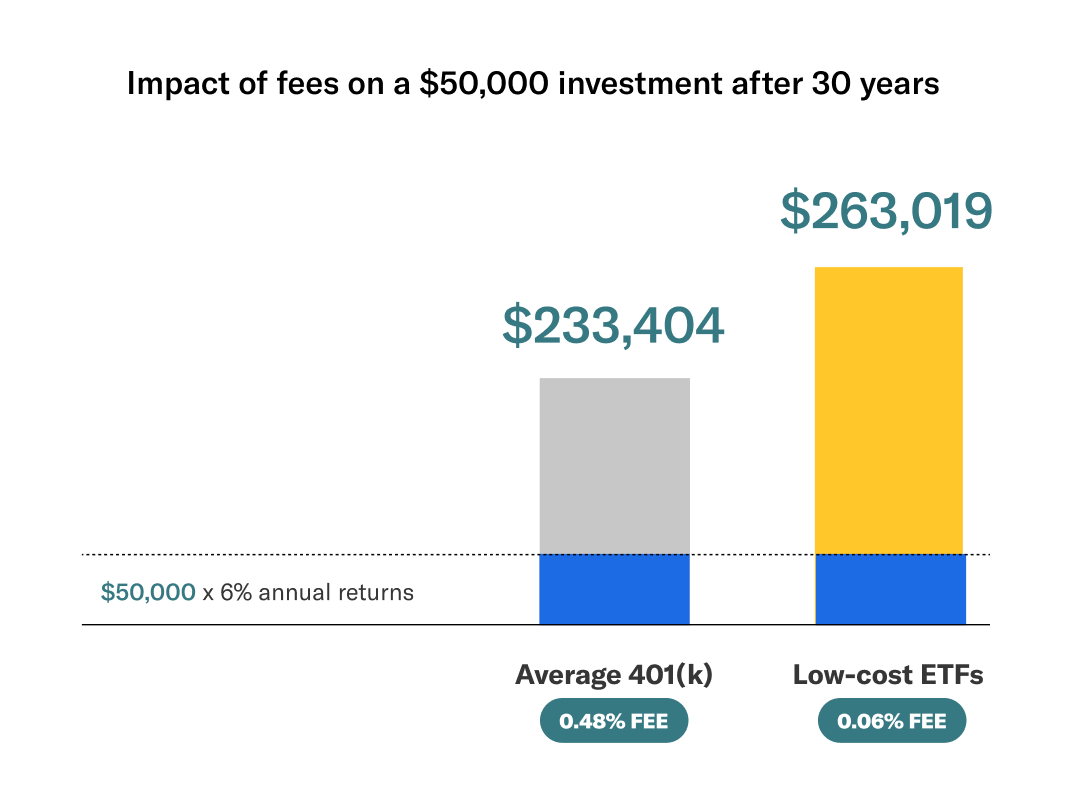 Impact of fees on a $50,000 investment after 30 years
$263,019
$233,404
$50,000 x 6% annual returns
Average 401(k)
0.48% FEE
Low-cost ETFs
0.06% FEE